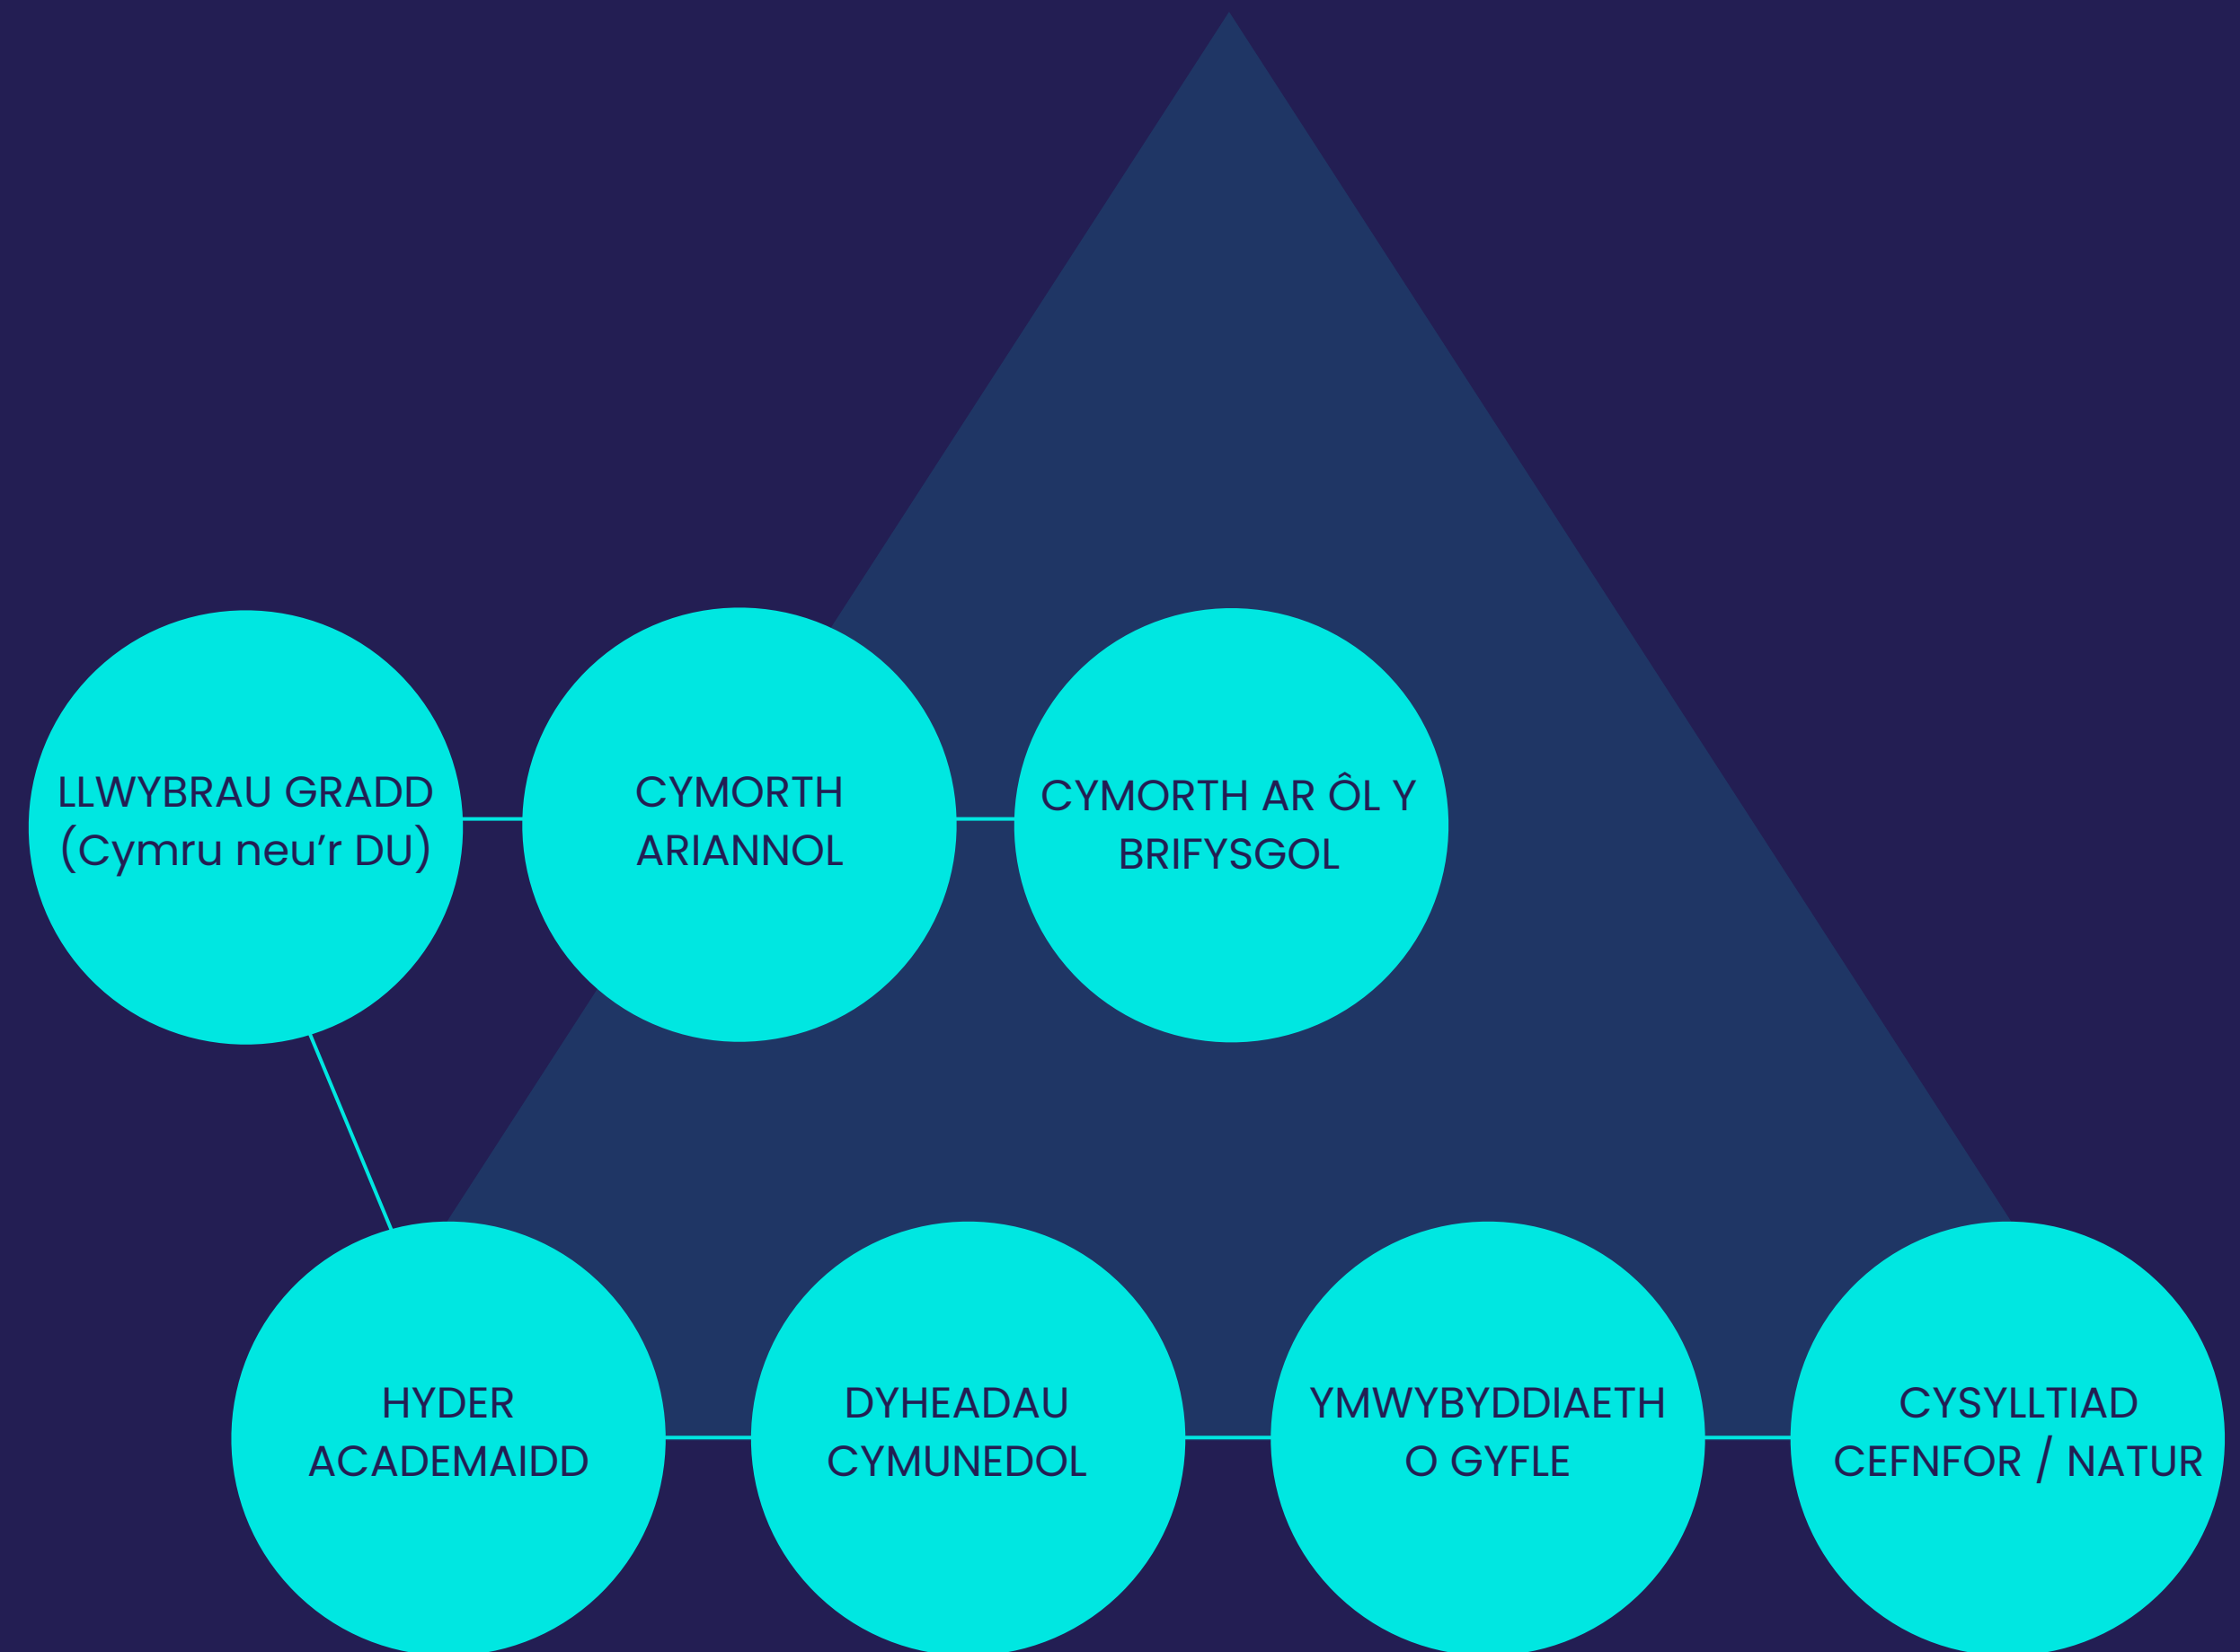 LLWYBRAU GRADD
(Cymru neu’r DU)
CYMORTH
ARIANNOL
CYMORTH AR ÔL Y
BRIFYSGOL
HYDER
ACADEMAIDD
DYHEADAU
CYMUNEDOL
YMWYBYDDIAETH
O GYFLE
CYSYLLTIAD
CEFNFOR / NATUR